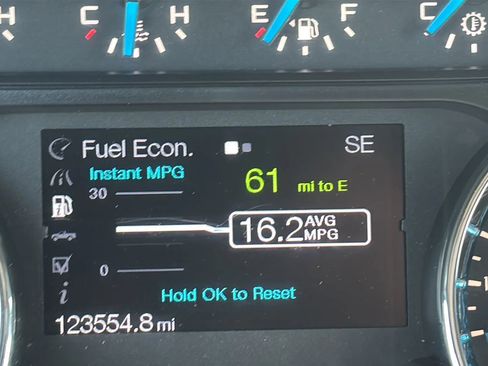 H C H E F C
Fuel Econ. SE
Instant MPG 61 mi to E
30
16.2 AVG MPG
0
Hold OK to Reset
123554.8 mi